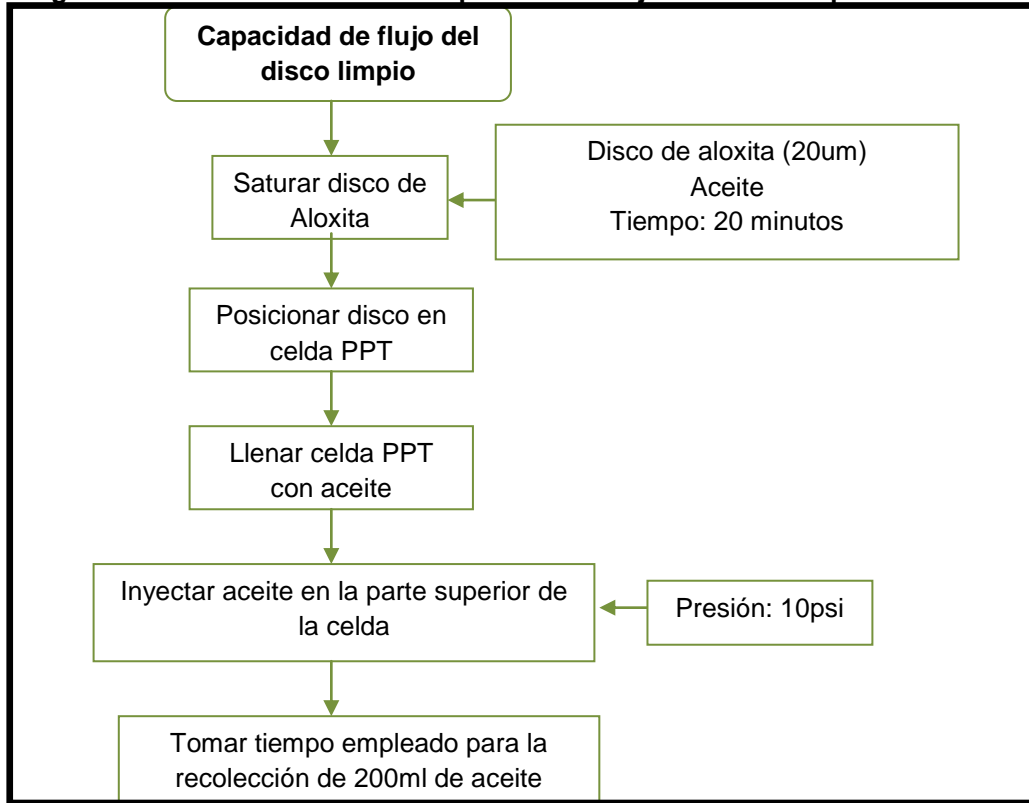 Capacidad de flujo del
disco limpio
Saturar disco de
Aloxita
Disco de aloxita (20um)
Aceite
Tiempo: 20 minutos
Posicionar disco en
celda PPT
Llenar celda PPT
con aceite
Inyectar aceite en la parte superior de
la celda
Presión: 10psi
Tomar tiempo empleado para la
recolección de 200ml de aceite